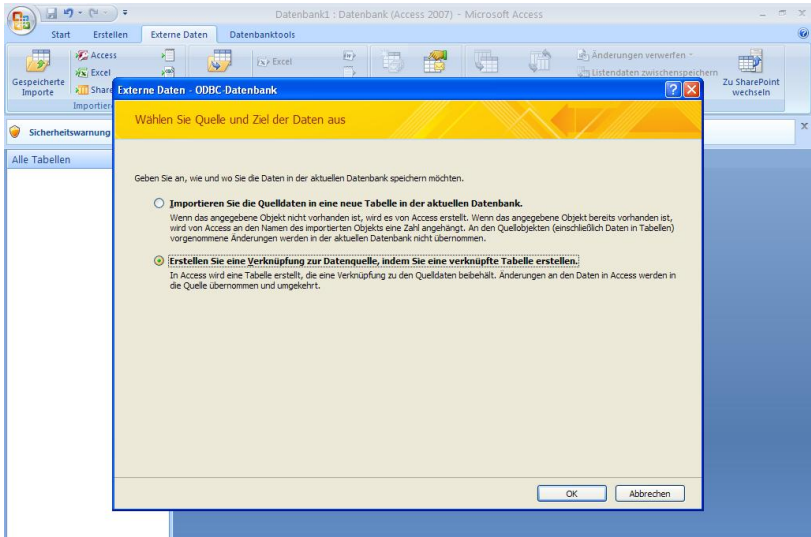 Datenbank1 : Datenbank (Access 2007) - Microsoft Access
Start Erstellen Externe Daten Datenbanktools
Access
Excel
Share
Gespeicherte
Importe
Importieren
Excel
Änderungen verwerfen
Listendaten zwischenspeichern
Zu SharePoint
wechseln
Externe Daten - ODBC-Datenbank
Sicherheitswarnung
Wählen Sie Quelle und Ziel der Daten aus
Alle Tabellen
Geben Sie an, wie und wo Sie die Daten in der aktuellen Datenbank speichern möchten.
Importieren Sie die Quelldaten in eine neue Tabelle in der aktuellen Datenbank.
Wenn das angegebene Objekt nicht vorhanden ist, wird es von Access erstellt. Wenn das angegebene Objekt bereits vorhanden ist,
wird von Access an den Namen des importierten Objekts eine Zahl angehängt. An den Quellobjekten (einschließlich Daten in Tabellen)
vorgenommene Änderungen werden in der aktuellen Datenbank nicht übernommen.
Erstellen Sie eine Verknüpfung zur Datenquelle, indem Sie eine verknüpfte Tabelle erstellen.
In Access wird eine Tabelle erstellt, die eine Verknüpfung zu den Quelldaten beibehält. Änderungen an den Daten in Access werden in
die Quelle übernommen und umgekehrt.
OK Abbrechen